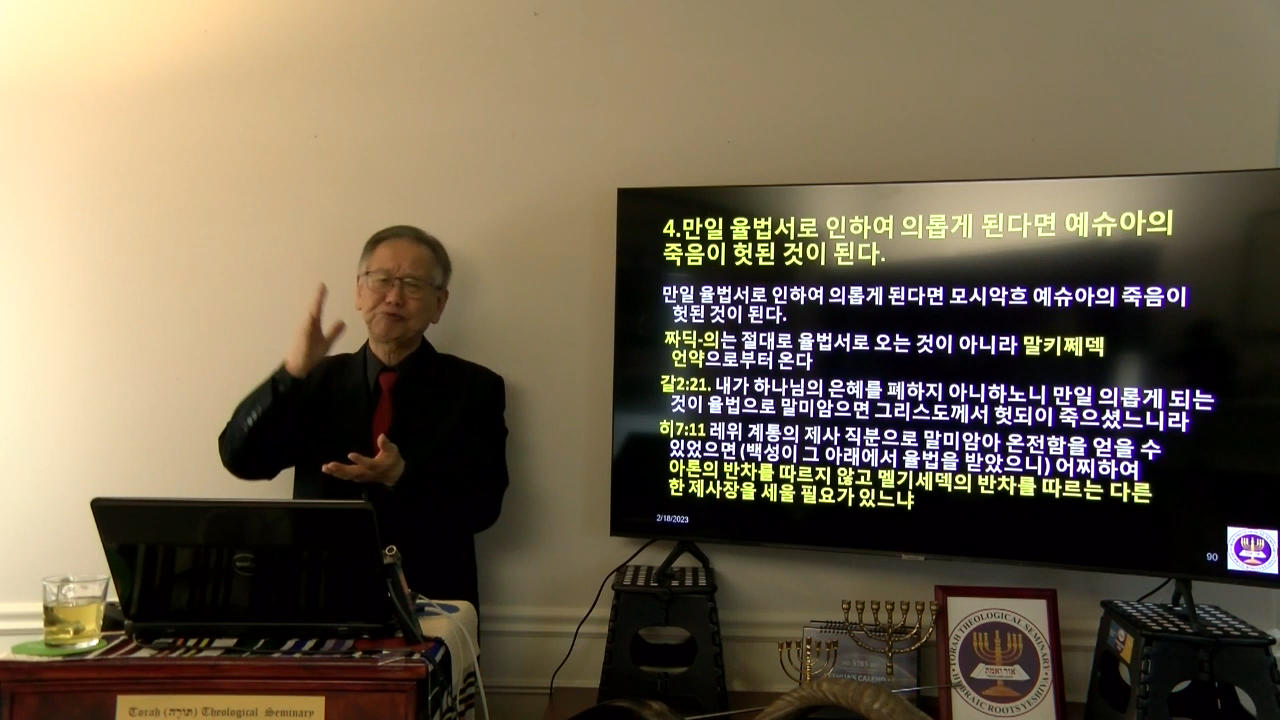 4.만일 율법서로 인하여 의롭게 된다면 예슈아의
죽음이 헛된 것이 된다.
만일 율법서로 인하여 의롭게 된다면 모시악흐 예슈아의 죽음이
헛된 것이 된다.
짜딕-의는 절대로 율법서로 오는 것이 아니라 말키쩨덱
언약으로부터 온다
갈2:21. 내가 하나님의 은혜를 폐하지 아니하노니 만일 의롭게 되는
것이 율법으로 말미암으면 그리스도께서 헛되이 죽으셨느니라
히7:11 레위 계통의 제사 직분으로 말미암아 온전함을 얻을 수
있었으면 (백성이 그 아래에서 율법을 받았으니) 어찌하여
아론의 반차를 따르지 않고 멜기세덱의 반차를 따르는 다른
한 제사장을 세울 필요가 있느냐
2/18/2023
90
DELL
Torah (תורה) Theological Seminary
TORAH THEOLOGICAL SEMINARY
אור ואמת
HEBRAIC ROOTS YESHIVA